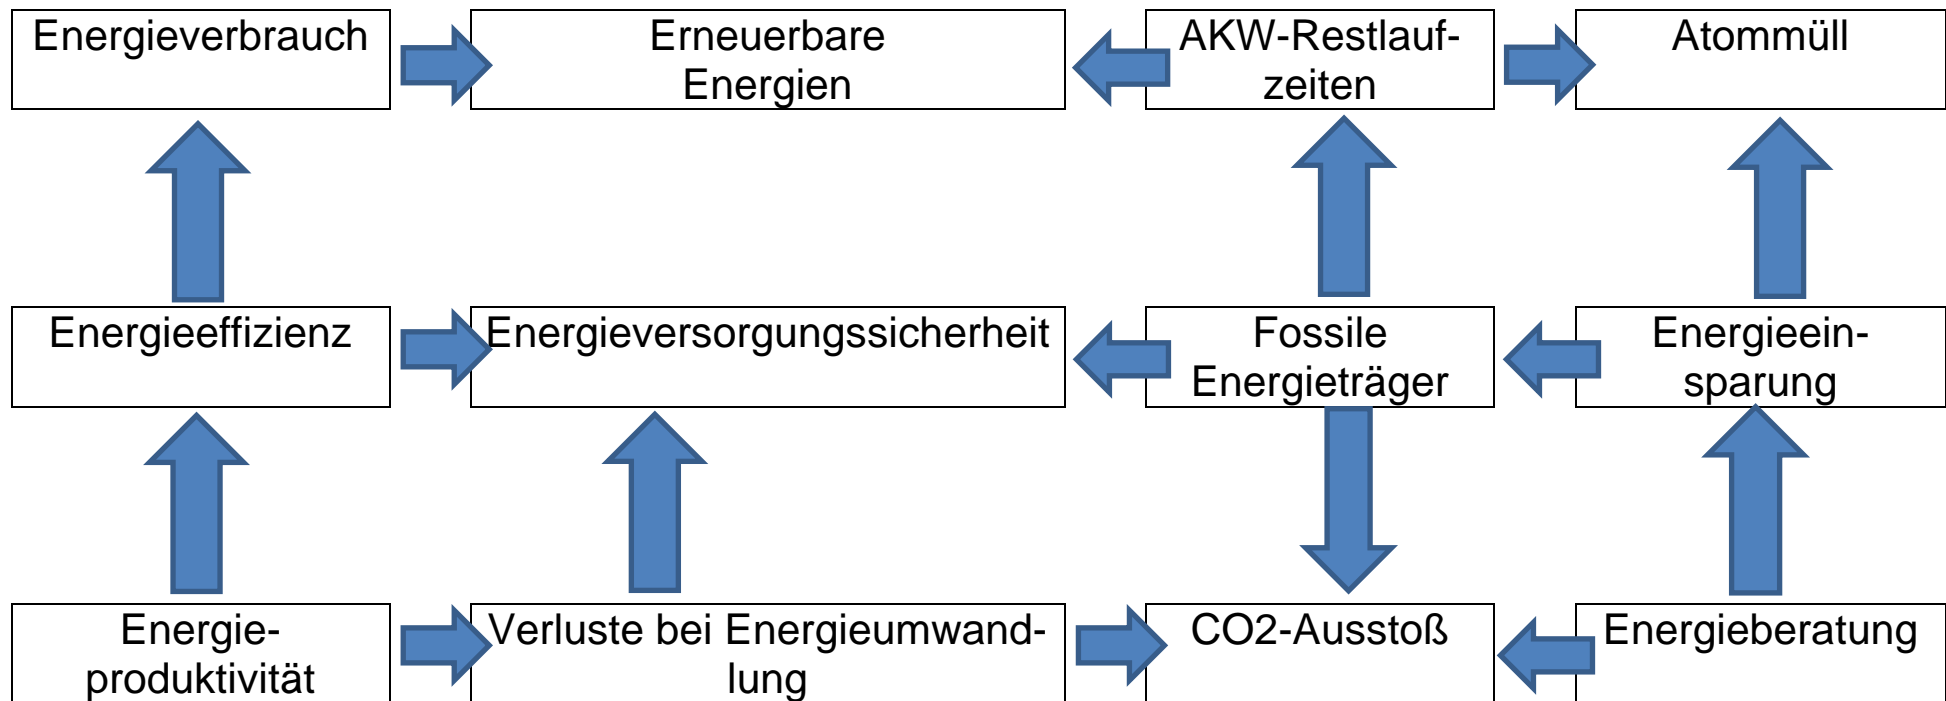 Energieverbrauch
Erneuerbare
Energien
AKW-Restlauf-
zeiten
Atommüll
Energieeffizienz
Energieversorgungssicherheit
Fossile
Energieträger
Energieein-
sparung
Energie-
produktivität
Verluste bei Energieumwand-
lung
CO2-Ausstoß
Energieberatung